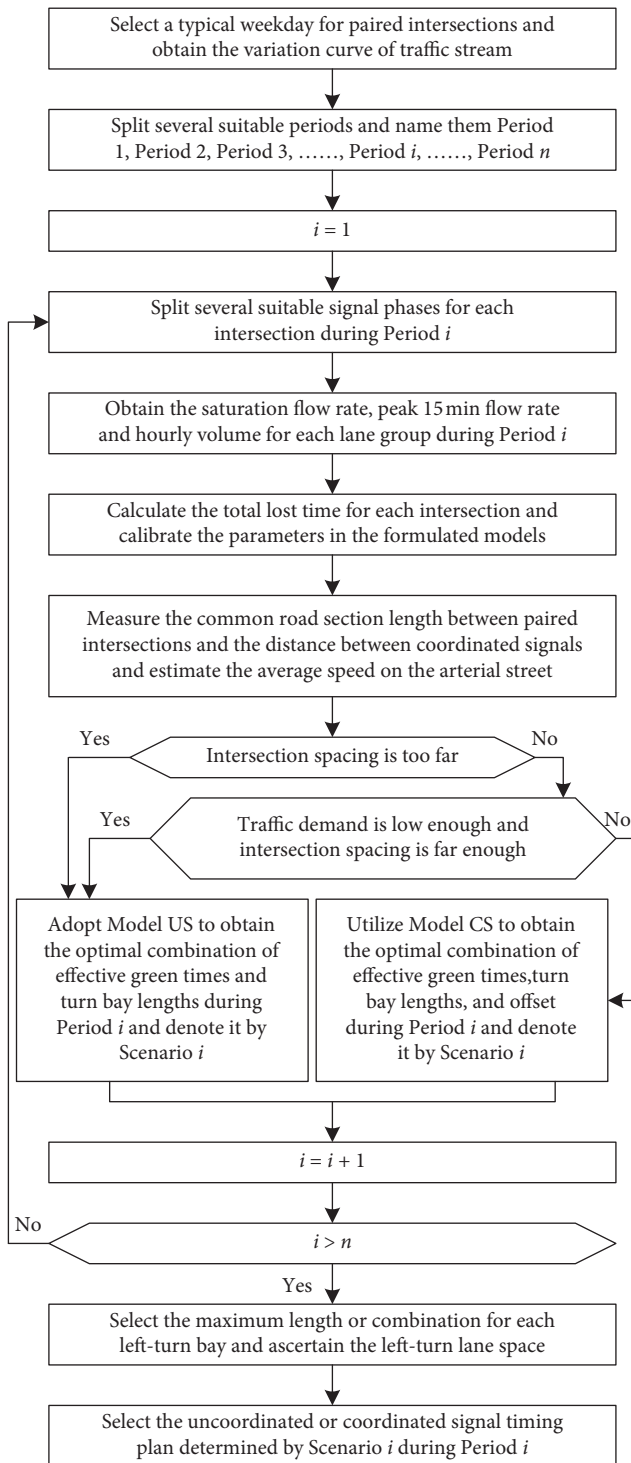 Select a typical weekday for paired intersections and
obtain the variation curve of traffic stream
Split several suitable periods and name them Period
1, Period 2, Period 3, ……, Period i, ……, Period n
i = 1
Split several suitable signal phases for each
intersection during Period i
Obtain the saturation flow rate, peak 15 min flow rate
and hourly volume for each lane group during Period i
Calculate the total lost time for each intersection and
calibrate the parameters in the formulated models
Measure the common road section length between paired
intersections and the distance between coordinated signals
and estimate the average speed on the arterial street
Yes
Intersection spacing is too far
No
Yes
Traffic demand is low enough and
intersection spacing is far enough
No
Adopt Model US to obtain
the optimal combination of
effective green times and
turn bay lengths during
Period i and denote it by
Scenario i
Utilize Model CS to obtain
the optimal combination of
effective green times,turn
bay lengths, and offset
during Period i and denote
it by Scenario i
i = i + 1
No
i > n
Yes
Select the maximum length or combination for each
left-turn bay and ascertain the left-turn lane space
Select the uncoordinated or coordinated signal timing
plan determined by Scenario i during Period i